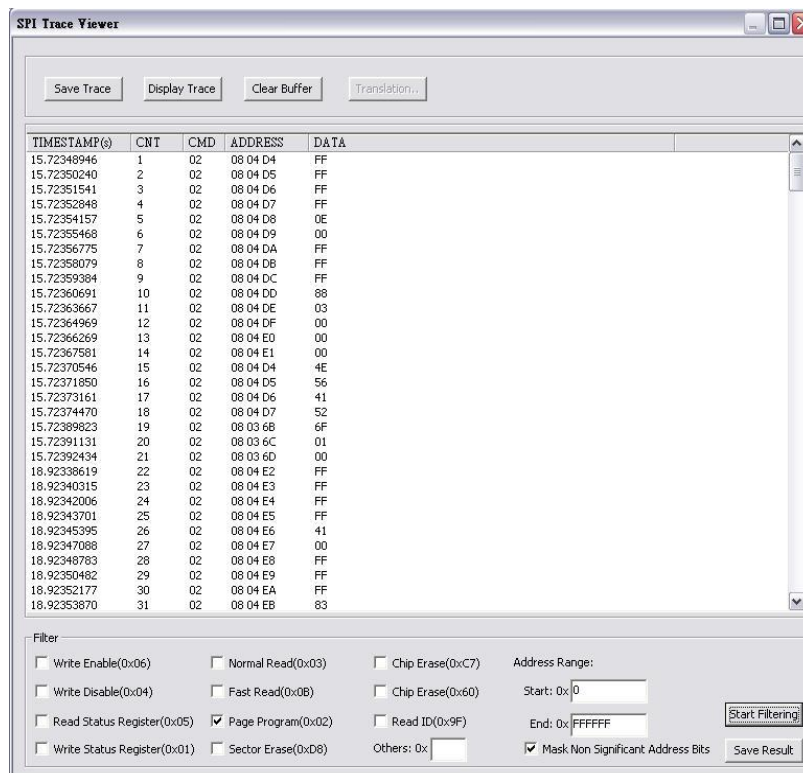 SPI Trace Viewer
Save Trace Display Trace Clear Buffer Translation..
TIMESTAMP(s) CNT CMD ADDRESS DATA
15.72348946 1 02 08 04 D4 FF
15.72350240 2 02 08 04 D5 FF
15.72351541 3 02 08 04 D6 FF
15.72352848 4 02 08 04 D7 FF
15.72354157 5 02 08 04 D8 0E
15.72355468 6 02 08 04 D9 00
15.72356775 7 02 08 04 DA FF
15.72358079 8 02 08 04 DB FF
15.72359384 9 02 08 04 DC FF
15.72360691 10 02 08 04 DD 88
15.72363667 11 02 08 04 DE 03
15.72364969 12 02 08 04 DF 00
15.72366269 13 02 08 04 E0 00
15.72367581 14 02 08 04 E1 00
15.72370546 15 02 08 04 D4 4E
15.72371850 16 02 08 04 D5 56
15.72373161 17 02 08 04 D6 41
15.72374470 18 02 08 04 D7 52
15.72389823 19 02 08 03 6B 6F
15.72391131 20 02 08 03 6C 01
15.72392434 21 02 08 03 6D 00
18.92338619 22 02 08 04 E2 FF
18.92340315 23 02 08 04 E3 FF
18.92342006 24 02 08 04 E4 FF
18.92343701 25 02 08 04 E5 FF
18.92345395 26 02 08 04 E6 41
18.92347088 27 02 08 04 E7 00
18.92348783 28 02 08 04 E8 FF
18.92350482 29 02 08 04 E9 FF
18.92352177 30 02 08 04 EA FF
18.92353870 31 02 08 04 EB 83
Filter
Write Enable(0x06) Normal Read(0x03) Chip Erase(0xC7) Address Range:
Write Disable(0x04) Fast Read(0x0B) Chip Erase(0x60) Start: 0x 0
Read Status Register(0x05) Page Program(0x02) Read ID(0x9F) End: 0x FFFFFF Start Filtering
Write Status Register(0x01) Sector Erase(0xD8) Others: 0x Mask Non Significant Address Bits Save Result